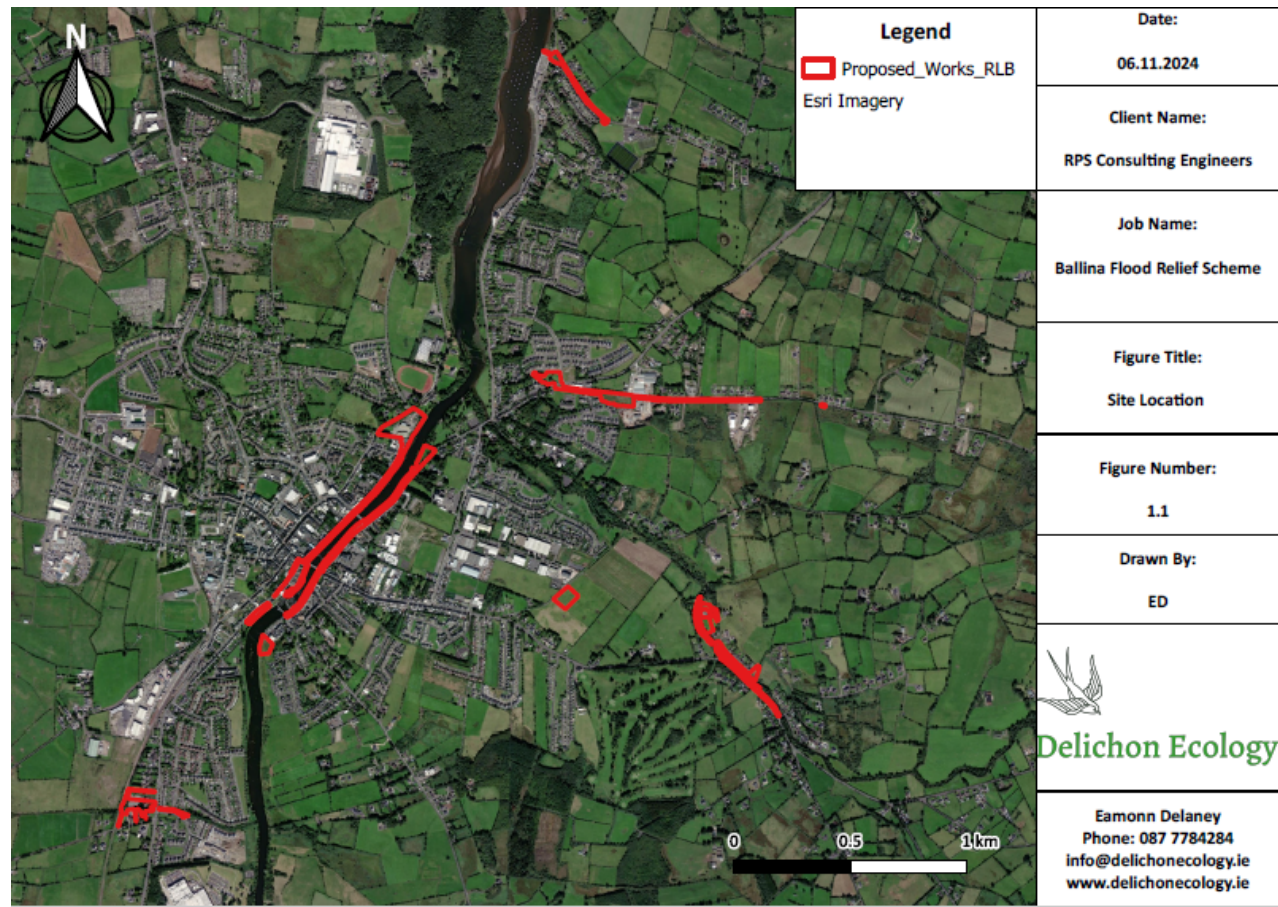 N
Legend
Proposed_Works_RLB
Esri Imagery
0 0.5 1 km
Date:
06.11.2024
Client Name:
RPS Consulting Engineers
Job Name:
Ballina Flood Relief Scheme
Figure Title:
Site Location
Figure Number:
1.1
Drawn By:
ED
Delichon Ecology
Eamonn Delaney
Phone: 087 7784284
info@delichonecology.ie
www.delichonecology.ie